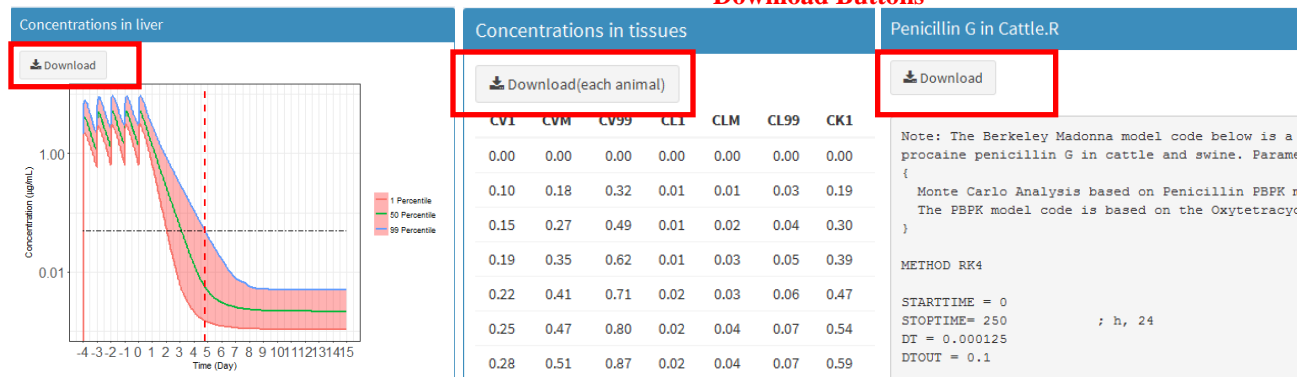 Download Buttons
Concentrations in liver
Download
1.00
0.01
Concentration (µg/mL)
1 Percentile
50 Percentile
99 Percentile
-4 -3 -2 -1 0 1 2 3 4 5 6 7 8 9 101112131415
Time (Day)
Concentrations in tissues
Download(each animal)
CV1 CVM CV99 CL1 CLM CL99 CK1
0.00 0.00 0.00 0.00 0.00 0.00 0.00
0.10 0.18 0.32 0.01 0.01 0.03 0.19
0.15 0.27 0.49 0.01 0.02 0.04 0.30
0.19 0.35 0.62 0.01 0.03 0.05 0.39
0.22 0.41 0.71 0.02 0.03 0.06 0.47
0.25 0.47 0.80 0.02 0.04 0.07 0.54
0.28 0.51 0.87 0.02 0.04 0.07 0.59
Penicillin G in Cattle.R
Download
Note: The Berkeley Madonna model code below is a
procaine penicillin G in cattle and swine. Parame
{
Monte Carlo Analysis based on Penicillin PBPK
The PBPK model code is based on the Oxytetracyc
}
METHOD RK4
STARTTIME = 0
STOPTIME= 250 ; h, 24
DT = 0.000125
DTOUT = 0.1